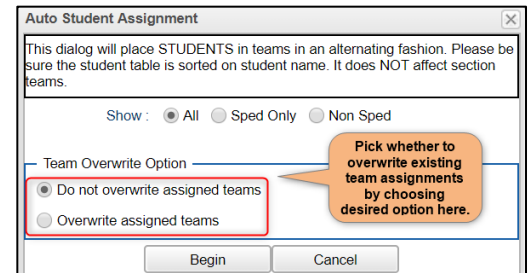 Auto Student Assignment
This dialog will place STUDENTS in teams in an alternating fashion. Please be
sure the student table is sorted on student name. It does NOT affect section
teams.
Show : All Sped Only Non Sped
Team Overwrite Option
Do not overwrite assigned teams
Overwrite assigned teams
Pick whether to
overwrite existing
team assignments
by choosing
desired option here.
Begin Cancel